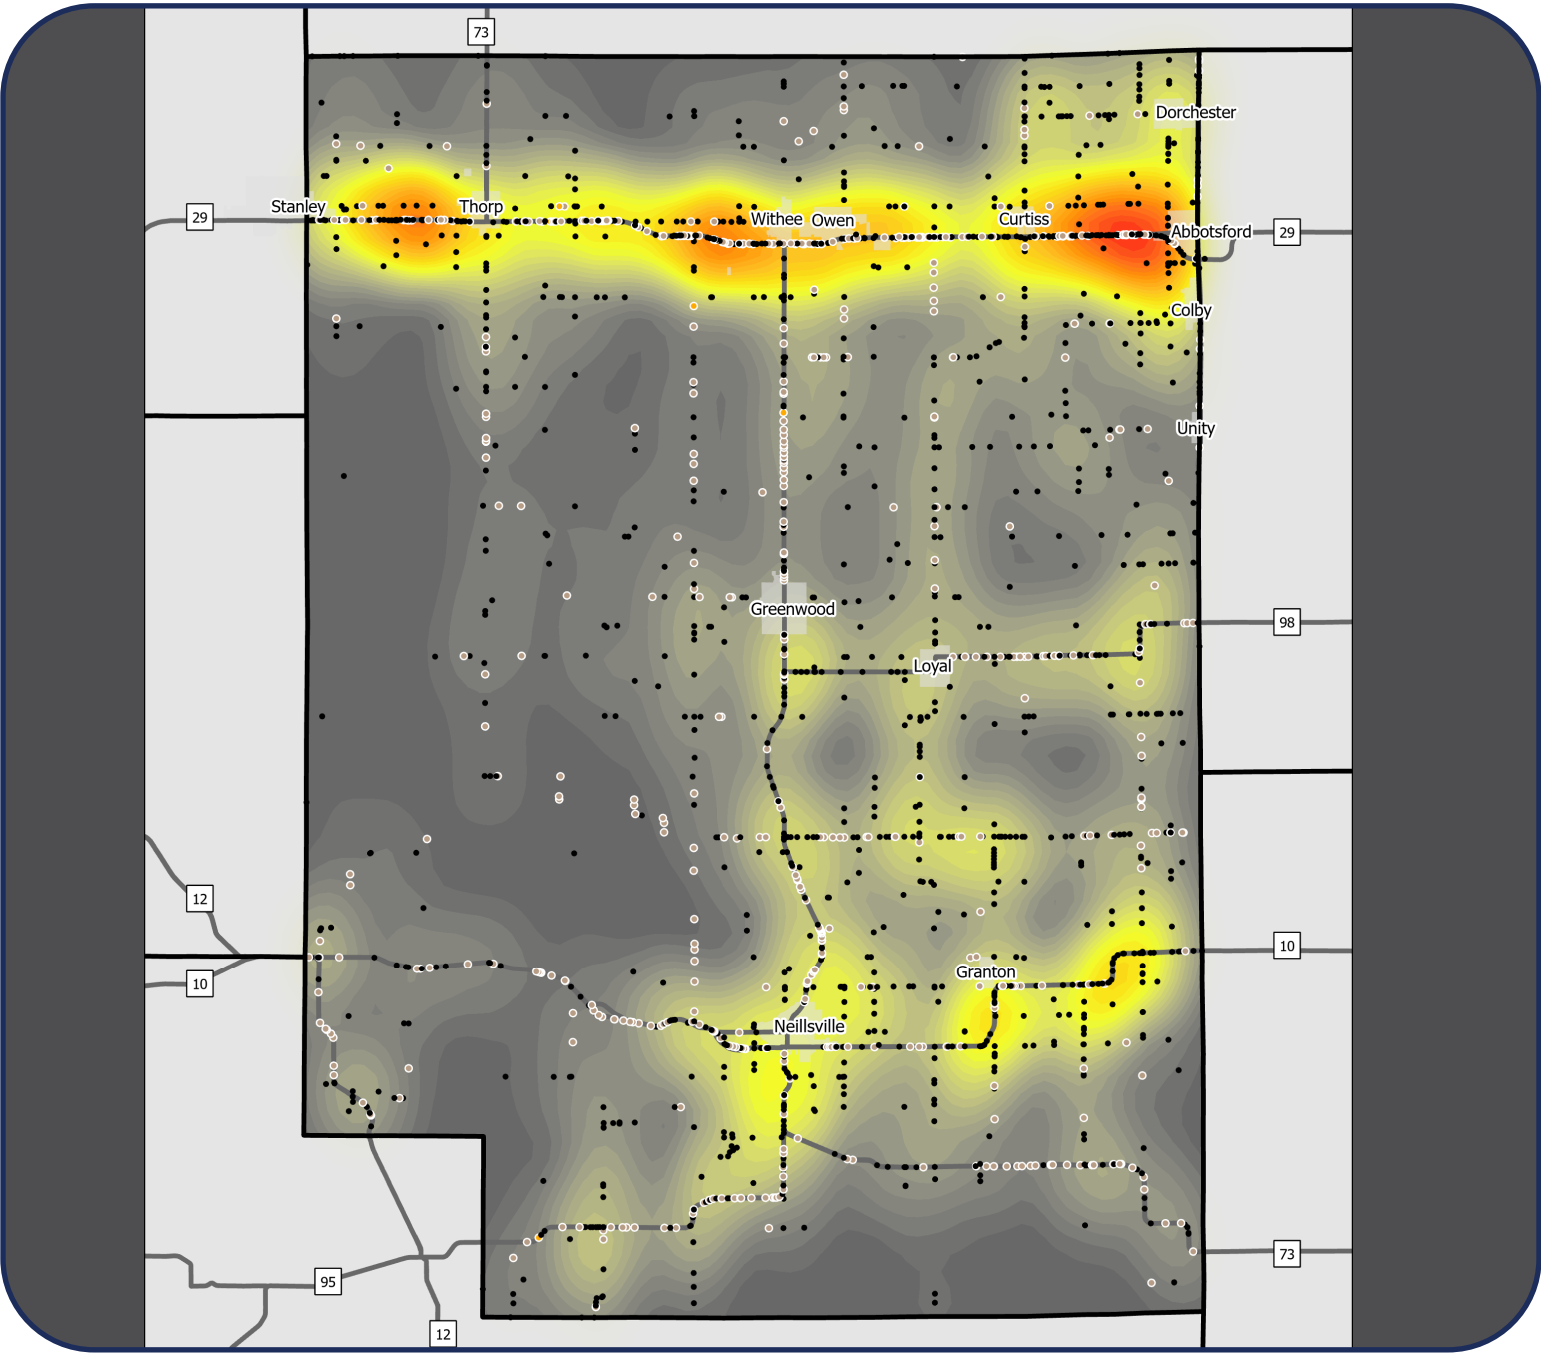 73
Dorchester
Stanley
Thorp
29
Withee
Owen
Curtiss
Abbotsford
29
Colby
Unity
Greenwood
98
Loyal
12
10
Granton
10
Neillsville
73
95
12